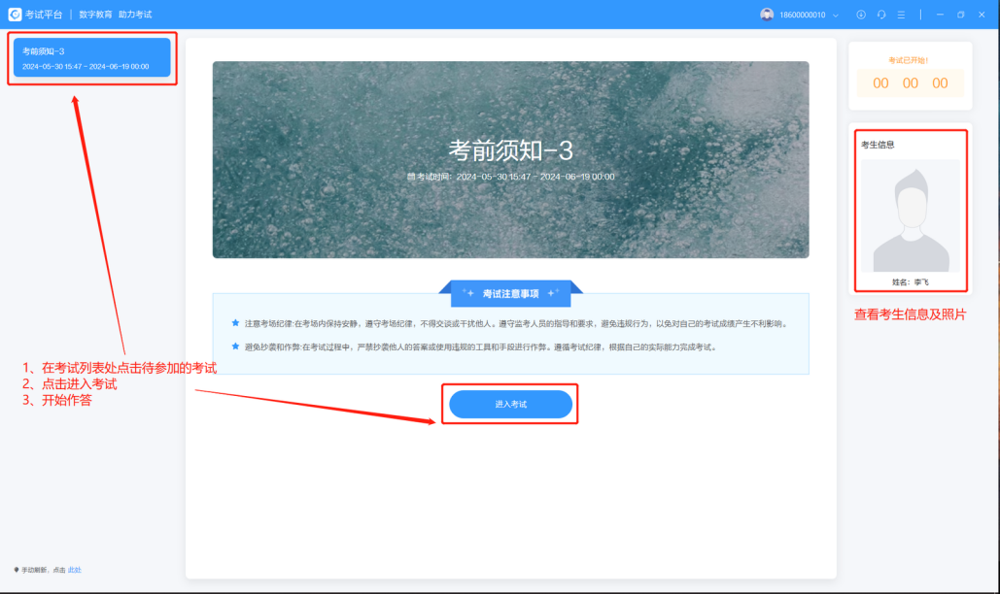 考试平台 | 数字教育 助力考试
18600000010
考前须知-3
2024-05-30 15:47 - 2024-06-19 00:00
考前须知-3
考试时间：2024-05-30 15:47 - 2024-06-19 00:00
考试注意事项
注意考场纪律:在考场内保持安静，遵守考场纪律，不得交谈或干扰他人。遵守监考人员的指导和要求，避免违规行为，以免对自己的考试成绩产生不利影响。
避免抄袭和作弊:在考试过程中，严禁抄袭他人的答案或使用违规的工具和手段进行作弊。遵循考试纪律，根据自己的实际能力完成考试。
进入考试
考试已开始!
00 00 00
考生信息
姓名：李飞
查看考生信息及照片
1、在考试列表处点击待参加的考试
2、点击进入考试
3、开始作答
手动刷新，点击 此处